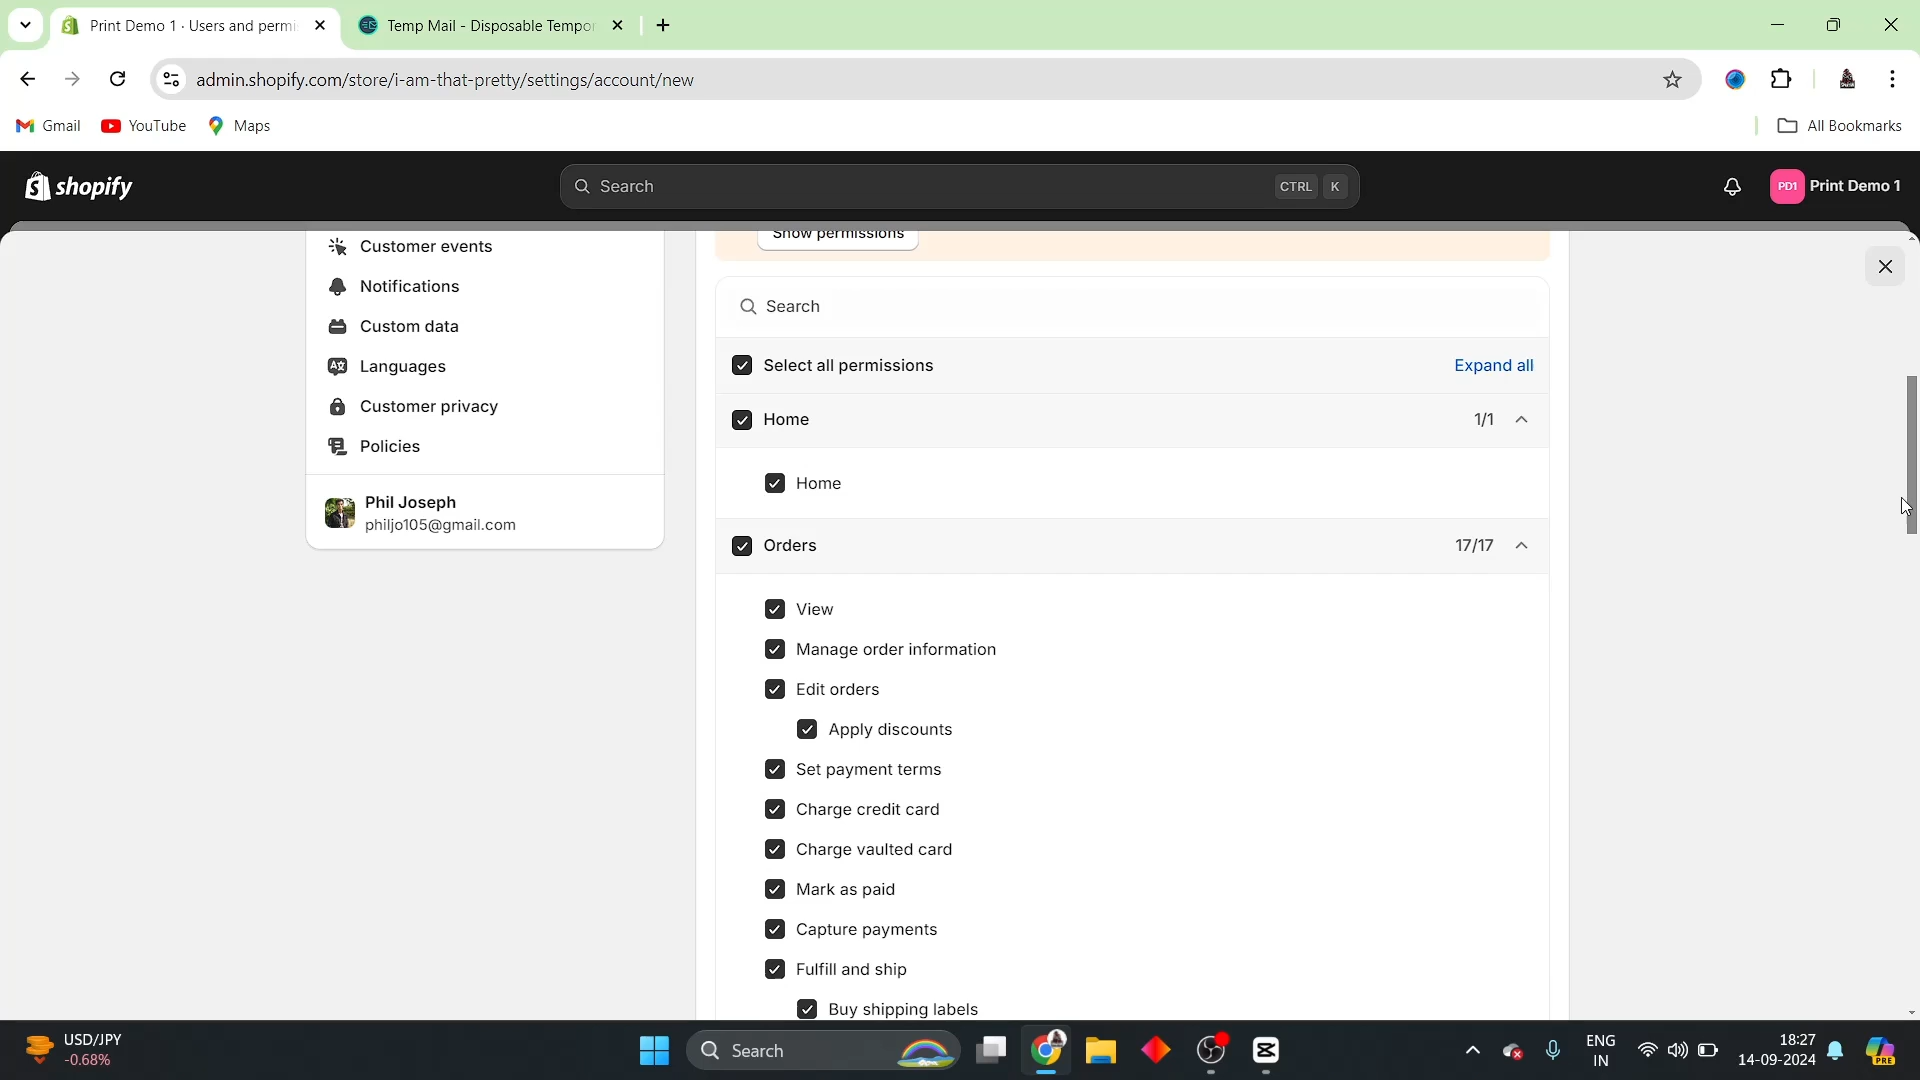 Print Demo 1 · Users and permi
Temp Mail - Disposable Tempor
admin.shopify.com/store/i-am-that-pretty/settings/account/new
Gmail
YouTube
Maps
All Bookmarks
shopify
Search
CTRL K
PD1
Print Demo 1
Customer events
Notifications
Custom data
Languages
Customer privacy
Policies
Phil Joseph
philjo105@gmail.com
Show permissions
Search
Select all permissions
Expand all
Home
1/1
Home
Orders
17/17
View
Manage order information
Edit orders
Apply discounts
Set payment terms
Charge credit card
Charge vaulted card
Mark as paid
Capture payments
Fulfill and ship
Buy shipping labels
USD/JPY
-0.68%
Search
ENG
IN
18:27
14-09-2024
PRE